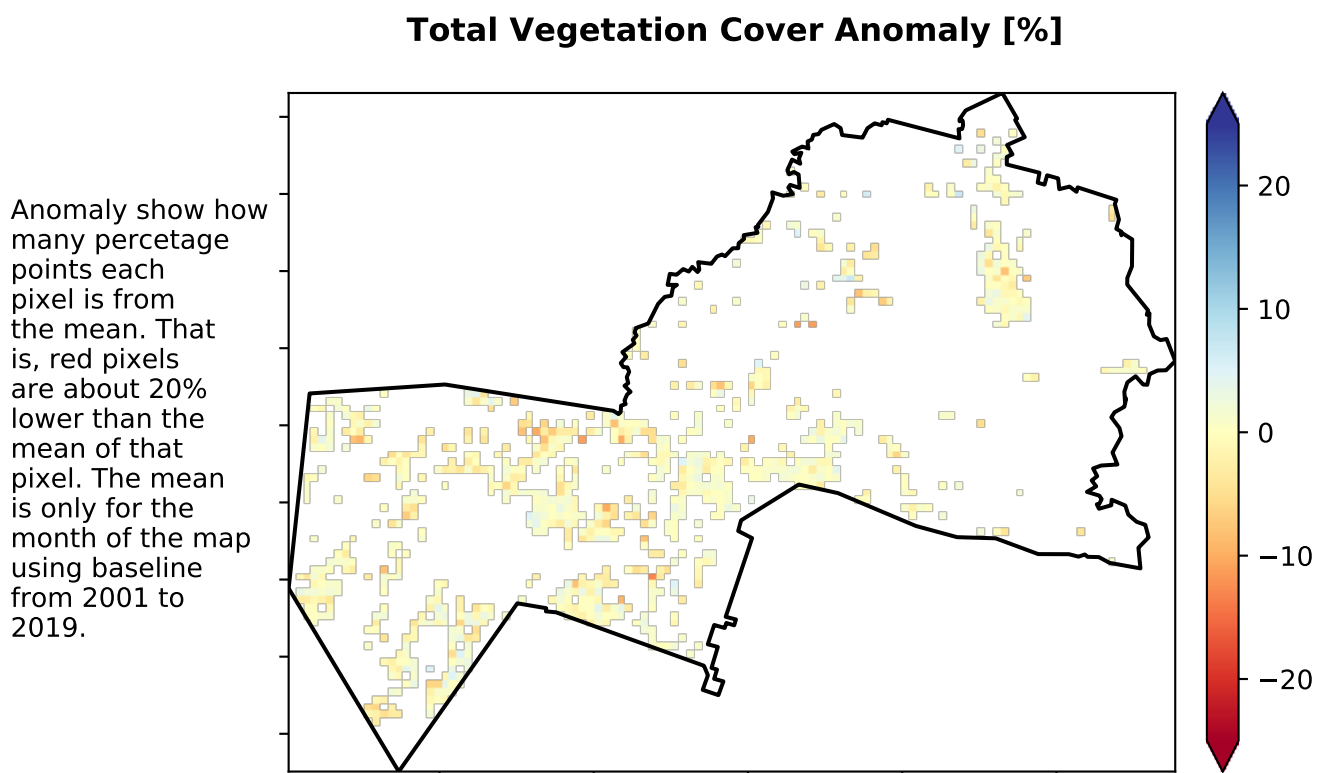 Total Vegetation Cover Anomaly [%]
Anomaly show how
many percetage
points each
pixel is from
the mean. That
is, red pixels
are about 20%
lower than the
mean of that
pixel. The mean
is only for the
month of the map
using baseline
from 2001 to
2019.
20
10
0
−10
−20